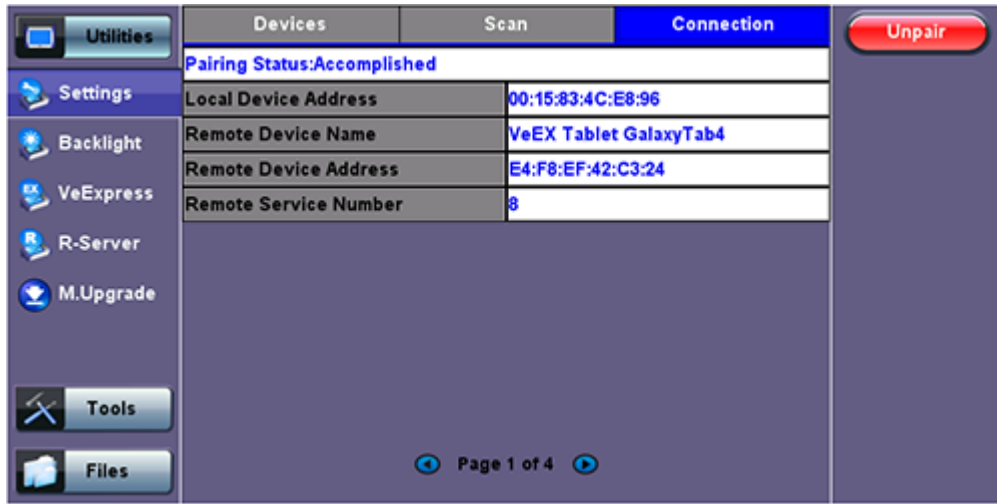 Utilities
Settings
Backlight
VeExpress
R-Server
M.Upgrade
Tools
Files
Devices Scan Connection
Pairing Status:Accomplished
Local Device Address 00:15:83:4C:E8:96
Remote Device Name VeEX Tablet GalaxyTab4
Remote Device Address E4:F8:EF:42:C3:24
Remote Service Number 8
Page 1 of 4
Unpair